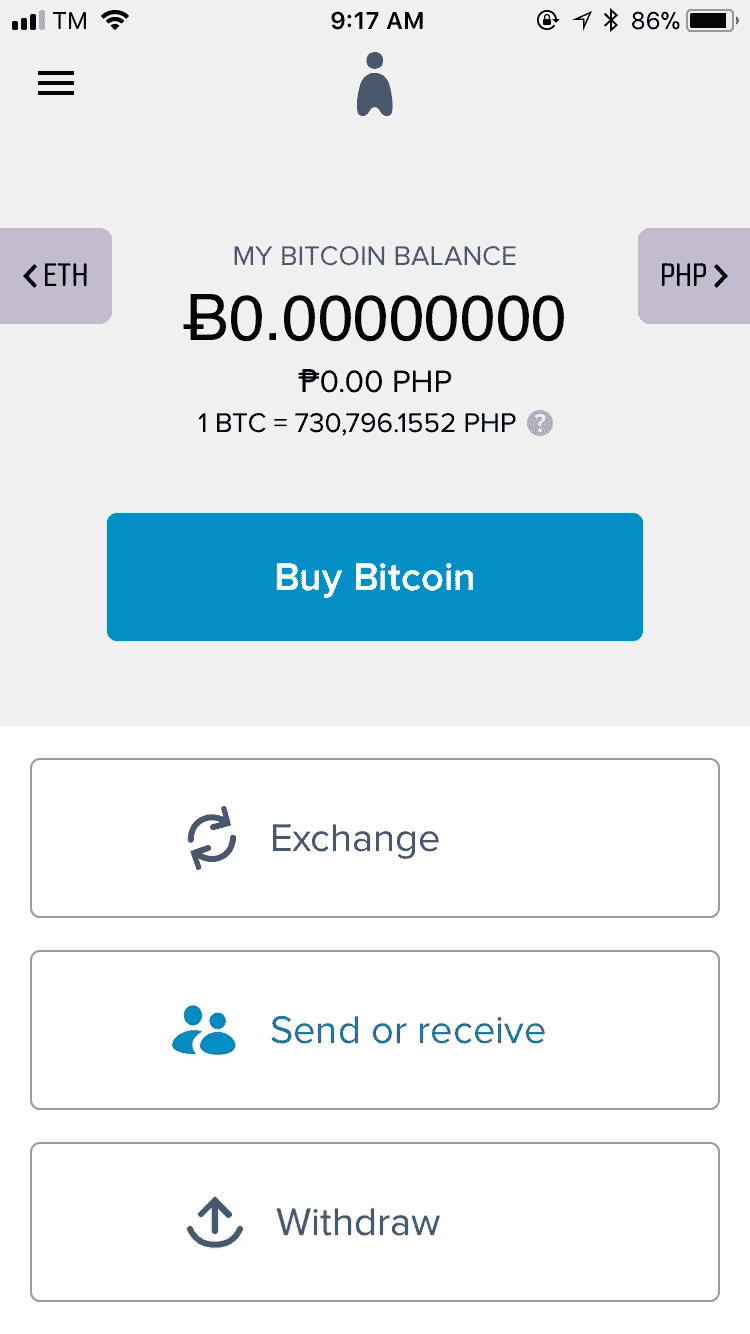 TM 9:17 AM 86%
MY BITCOIN BALANCE
< ETH PHP >
Ƀ0.00000000
₱0.00 PHP
1 BTC = 730,796.1552 PHP ?
Buy Bitcoin
Exchange
Send or receive
Withdraw